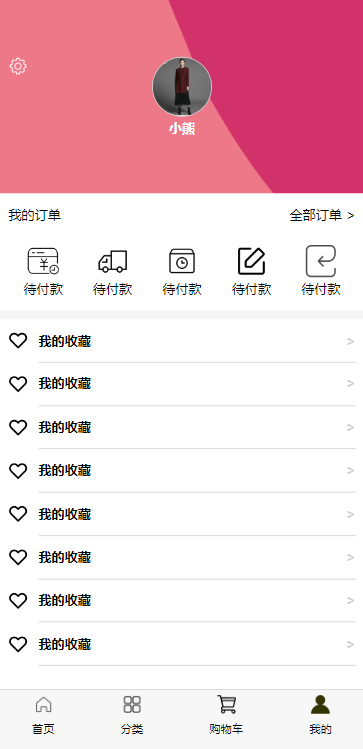 小熊
我的订单 全部订单 >
待付款 待付款 待付款 待付款 待付款
我的收藏 >
我的收藏 >
我的收藏 >
我的收藏 >
我的收藏 >
我的收藏 >
我的收藏 >
我的收藏 >
首页 分类 购物车 我的